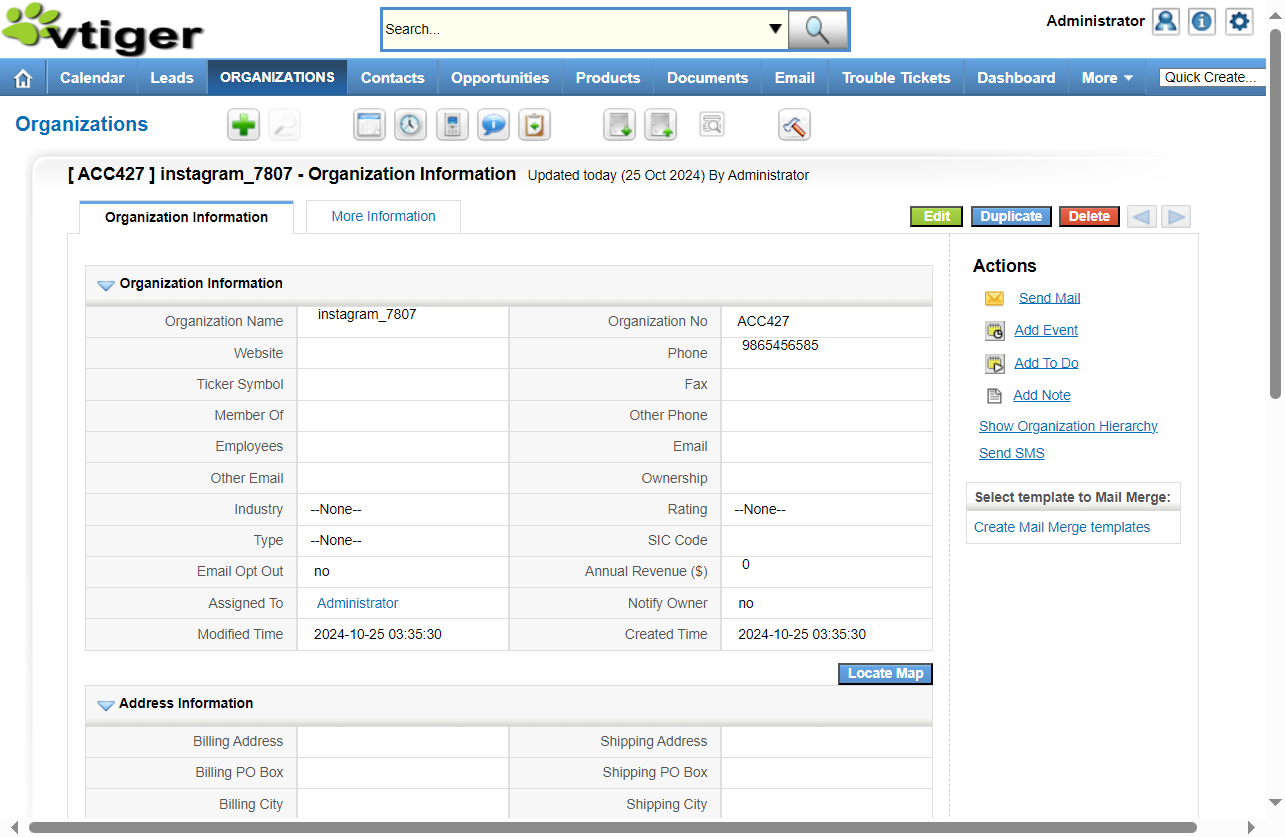 vtiger
Search...
Administrator
Calendar Leads ORGANIZATIONS Contacts Opportunities Products Documents Email Trouble Tickets Dashboard More Quick Create...
Organizations
[ ACC427 ] instagram_7807 - Organization Information Updated today (25 Oct 2024) By Administrator
Organization Information More Information Edit Duplicate Delete
Organization Information
Organization Name instagram_7807 Organization No ACC427
Website Phone 9865456585
Ticker Symbol Fax
Member Of Other Phone
Employees Email
Other Email Ownership
Industry --None-- Rating --None--
Type --None-- SIC Code
Email Opt Out no Annual Revenue ($) 0
Assigned To Administrator Notify Owner no
Modified Time 2024-10-25 03:35:30 Created Time 2024-10-25 03:35:30
Locate Map
Address Information
Billing Address Shipping Address
Billing PO Box Shipping PO Box
Billing City Shipping City
Actions
Send Mail
Add Event
Add To Do
Add Note
Show Organization Hierarchy
Send SMS
Select template to Mail Merge:
Create Mail Merge templates